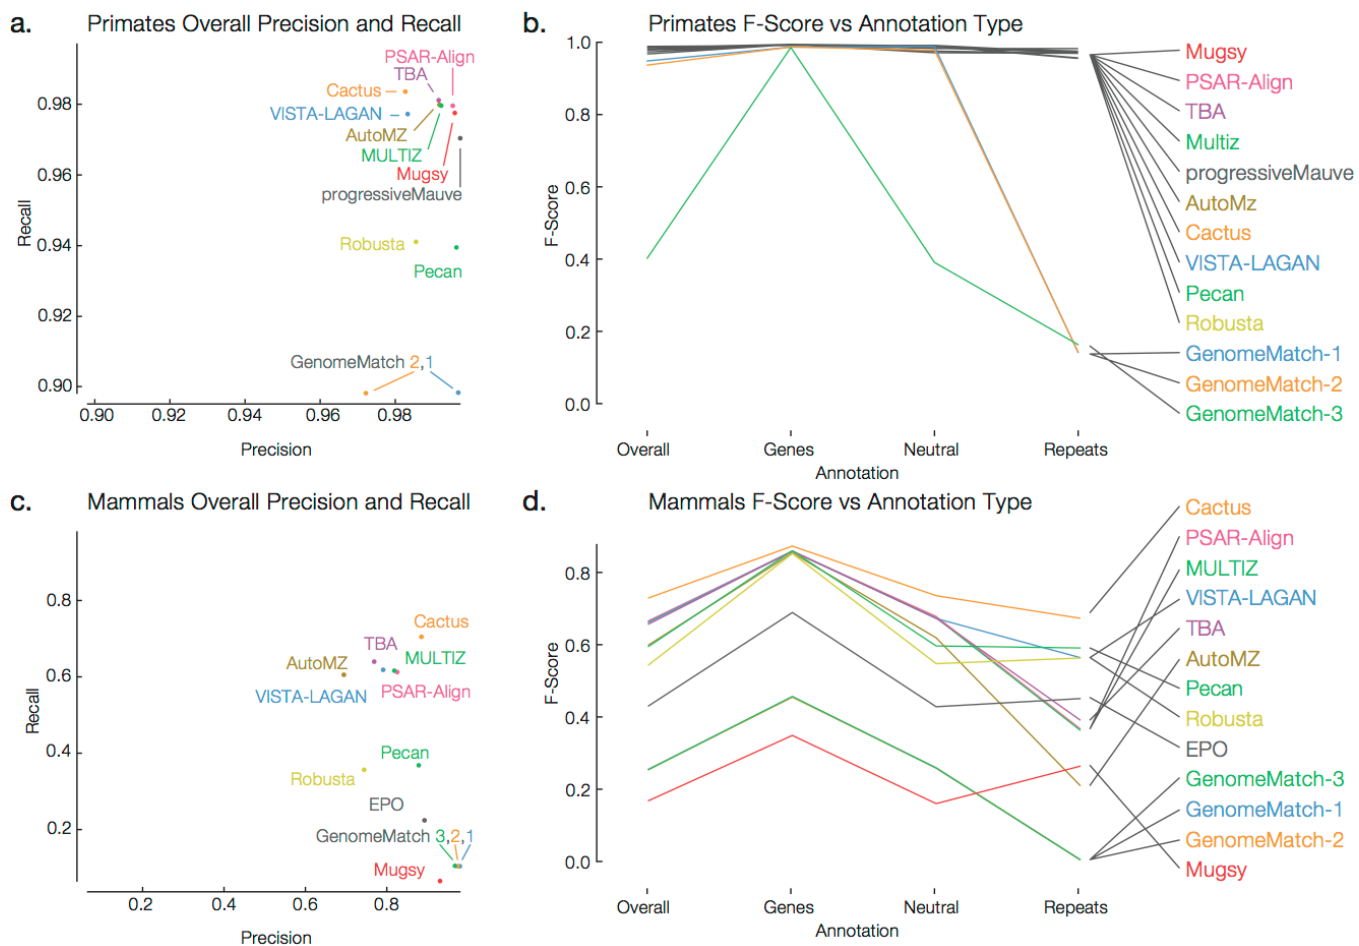 a. Primates Overall Precision and Recall
PSAR-Align
TBA
Cactus
VISTA-LAGAN
AutoMZ
MULTIZ
Mugsy
progressiveMauve
Robusta
Pecan
GenomeMatch 2,1
0.98
0.96
0.94
0.92
0.90
Recall
0.90 0.92 0.94 0.96 0.98
Precision
b. Primates F-Score vs Annotation Type
1.0
0.8
0.6
0.4
0.2
0.0
F-Score
Overall Genes Neutral Repeats
Annotation
Mugsy
PSAR-Align
TBA
Multiz
progressiveMauve
AutoMz
Cactus
VISTA-LAGAN
Pecan
Robusta
GenomeMatch-1
GenomeMatch-2
GenomeMatch-3
c. Mammals Overall Precision and Recall
0.8
0.6
0.4
0.2
Recall
Cactus
TBA
AutoMZ
MULTIZ
VISTA-LAGAN
PSAR-Align
Pecan
Robusta
EPO
GenomeMatch 3,2,1
Mugsy
0.2 0.4 0.6 0.8
Precision
d. Mammals F-Score vs Annotation Type
0.8
0.6
0.4
0.2
0.0
F-Score
Overall Genes Neutral Repeats
Annotation
Cactus
PSAR-Align
MULTIZ
VISTA-LAGAN
TBA
AutoMZ
Pecan
Robusta
EPO
GenomeMatch-3
GenomeMatch-1
GenomeMatch-2
Mugsy